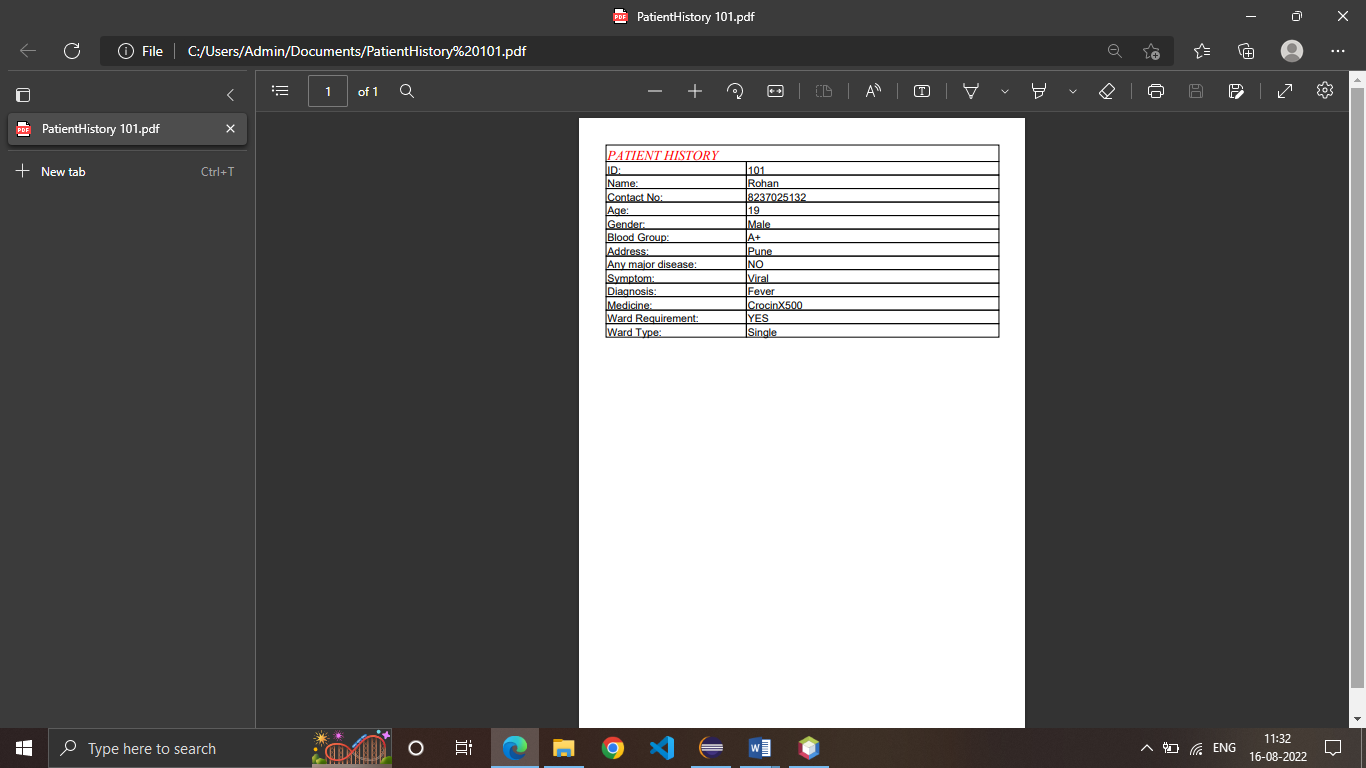 PatientHistory 101.pdf
File C:/Users/Admin/Documents/PatientHistory%20101.pdf
1 of 1
PatientHistory 101.pdf
New tab Ctrl+T
PATIENT HISTORY
ID: 101
Name: Rohan
Contact No: 8237025132
Age: 19
Gender: Male
Blood Group: A+
Address: Pune
Any major disease: NO
Symptom: Viral
Diagnosis: Fever
Medicine: CrocinX500
Ward Requirement: YES
Ward Type: Single
Type here to search
ENG
11:32
16-08-2022